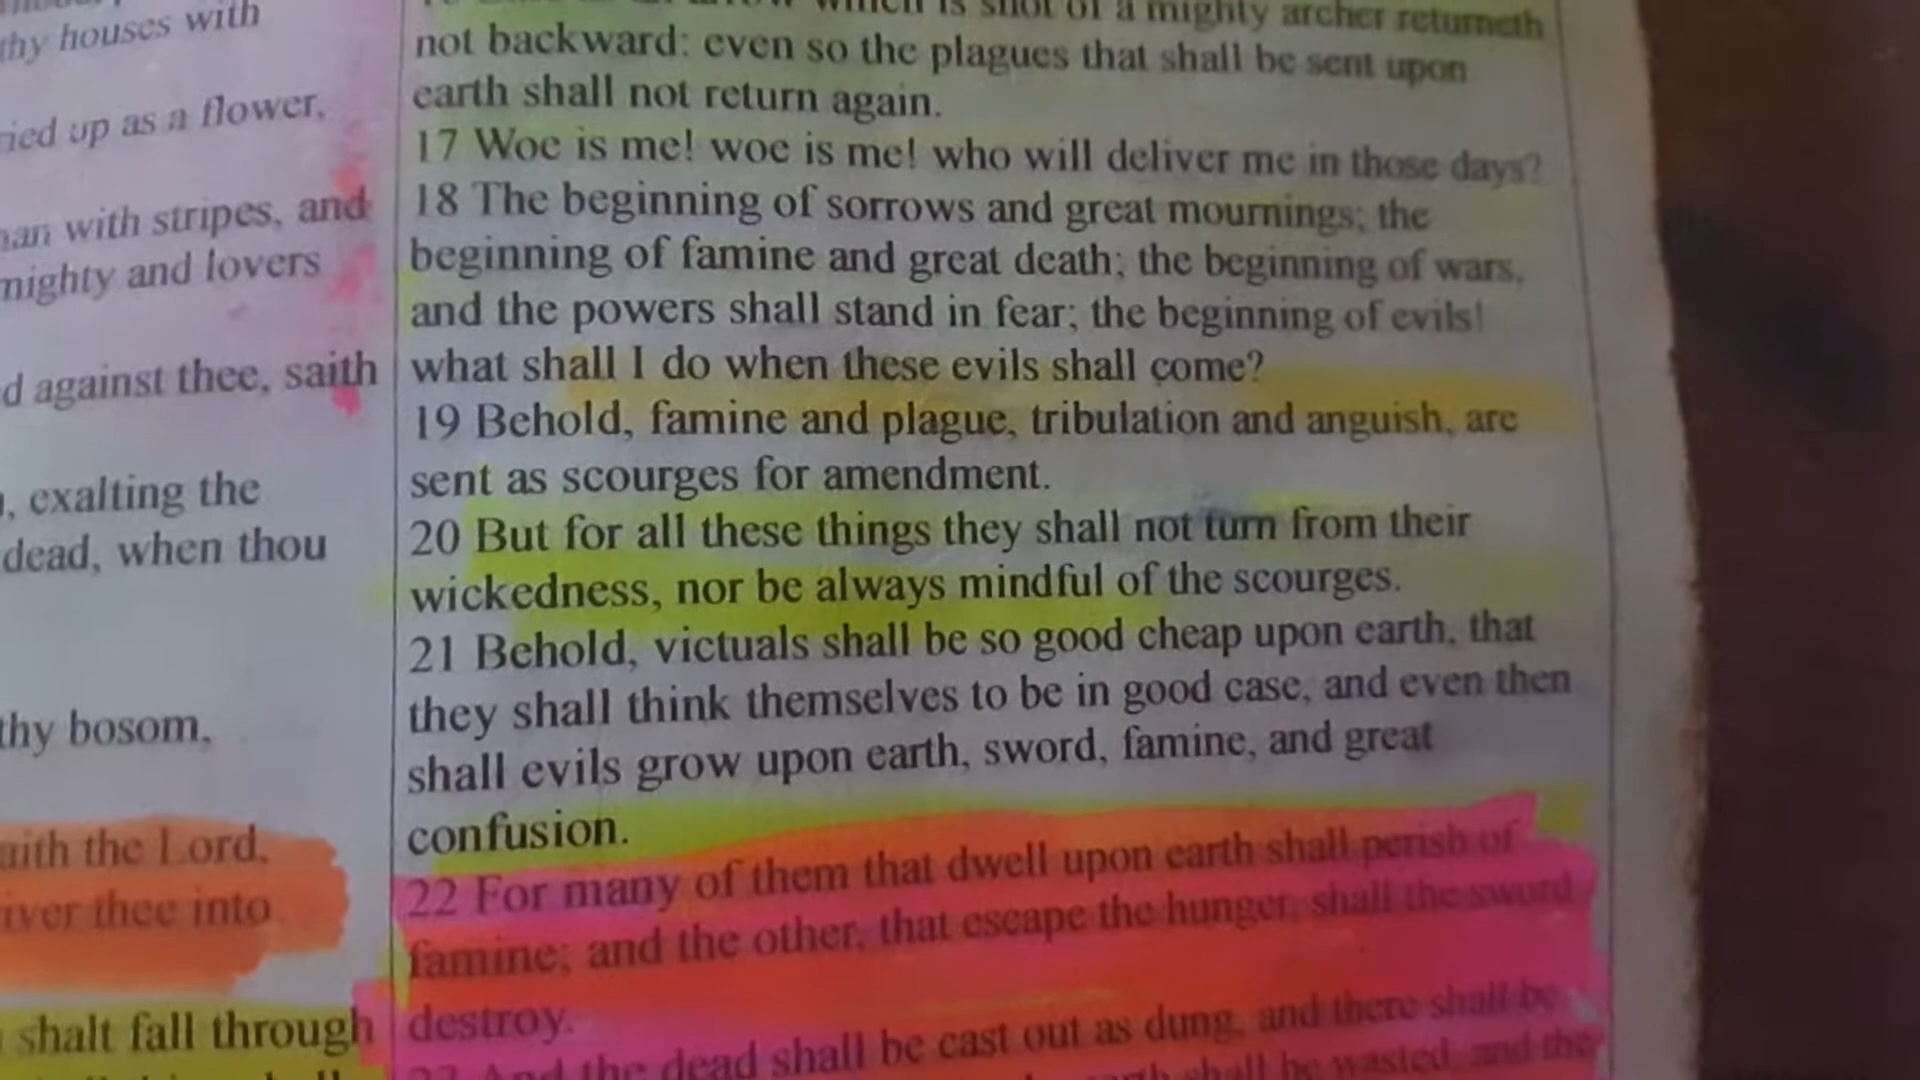 thy houses with
ried up as a flower,
man with stripes, and
mighty and lovers
d against thee, saith
, exalting the
dead, when thou
thy bosom,
aith the Lord,
iver thee into
shalt fall through
which is shot of a mighty archer returneth
not backward: even so the plagues that shall be sent upon
earth shall not return again.
17 Woe is me! woe is me! who will deliver me in those days?
18 The beginning of sorrows and great mournings; the
beginning of famine and great death; the beginning of wars,
and the powers shall stand in fear; the beginning of evils!
what shall I do when these evils shall come?
19 Behold, famine and plague, tribulation and anguish, are
sent as scourges for amendment.
20 But for all these things they shall not turn from their
wickedness, nor be always mindful of the scourges.
21 Behold, victuals shall be so good cheap upon earth, that
they shall think themselves to be in good case, and even then
shall evils grow upon earth, sword, famine, and great
confusion.
22 For many of them that dwell upon earth shall perish of
famine; and the other, that escape the hunger, shall the sword
destroy.
23 And the dead shall be cast out as dung, and there shall be
shall be wasted, and the